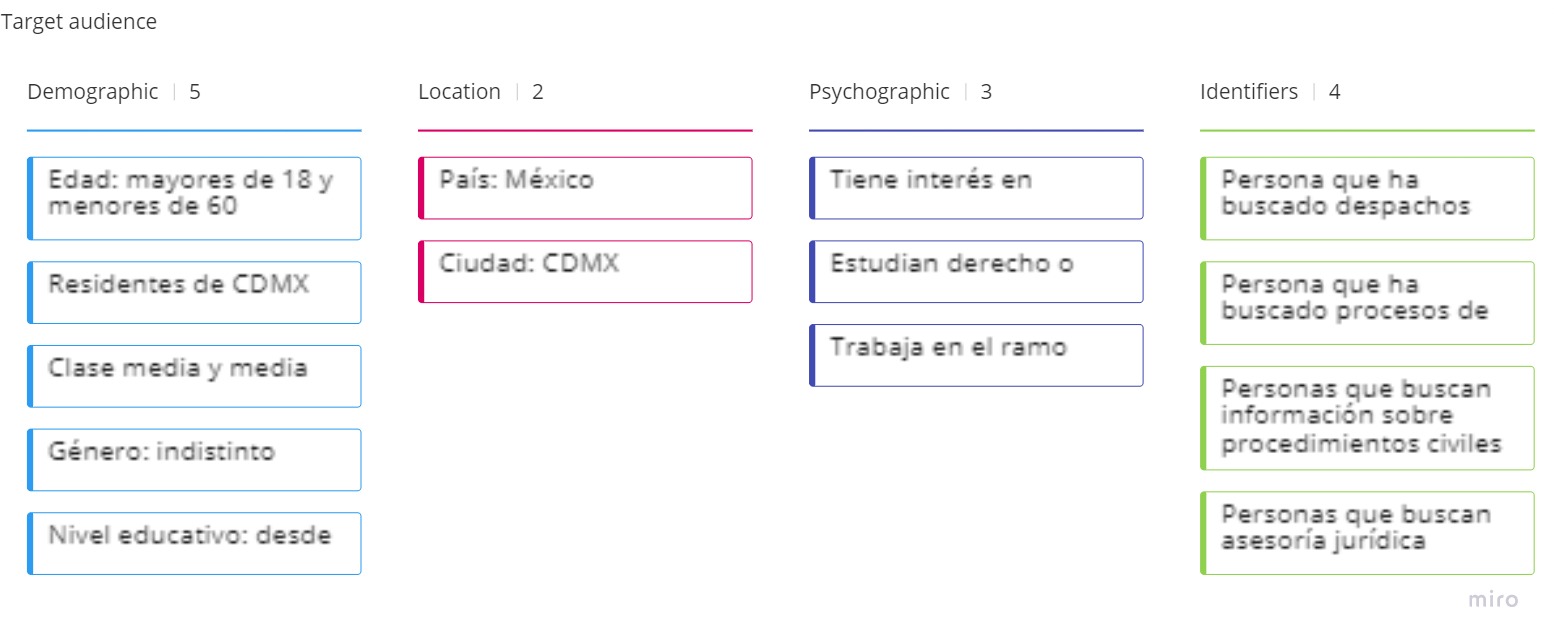 Target audience
Demographic | 5
Edad: mayores de 18 y
menores de 60
Residentes de CDMX
Clase media y media
Género: indistinto
Nivel educativo: desde
Location | 2
País: México
Ciudad: CDMX
Psychographic | 3
Tiene interés en
Estudian derecho o
Trabaja en el ramo
Identifiers | 4
Persona que ha
buscado despachos
Persona que ha
buscado procesos de
Personas que buscan
información sobre
procedimientos civiles
Personas que buscan
asesoría jurídica
miro